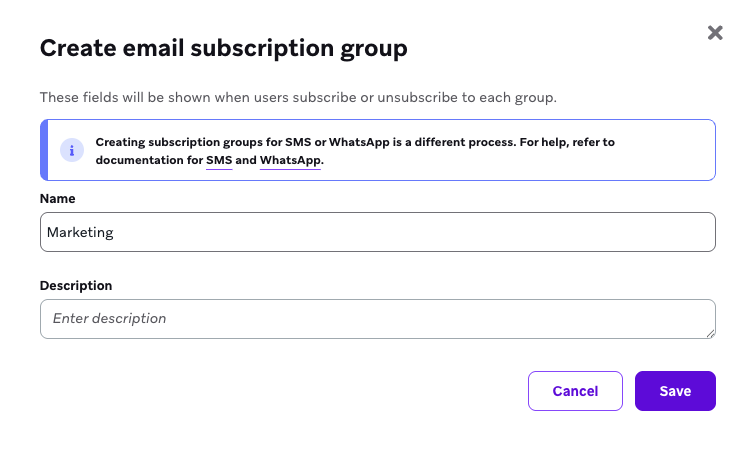 Create email subscription group
These fields will be shown when users subscribe or unsubscribe to each group.
i
Creating subscription groups for SMS or WhatsApp is a different process. For help, refer to
documentation for SMS and WhatsApp.
Name
Marketing
Description
Enter description
Cancel
Save